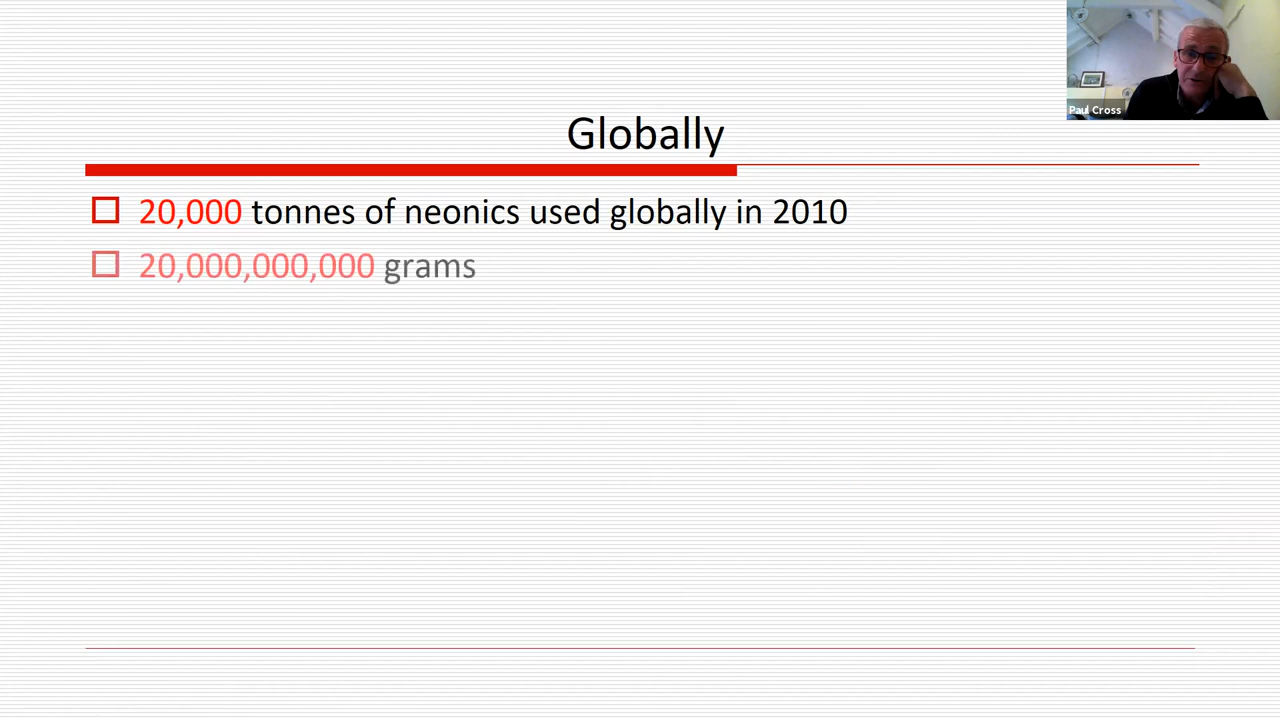 Paul Cross
Globally
20,000 tonnes of neonics used globally in 2010
20,000,000,000 grams